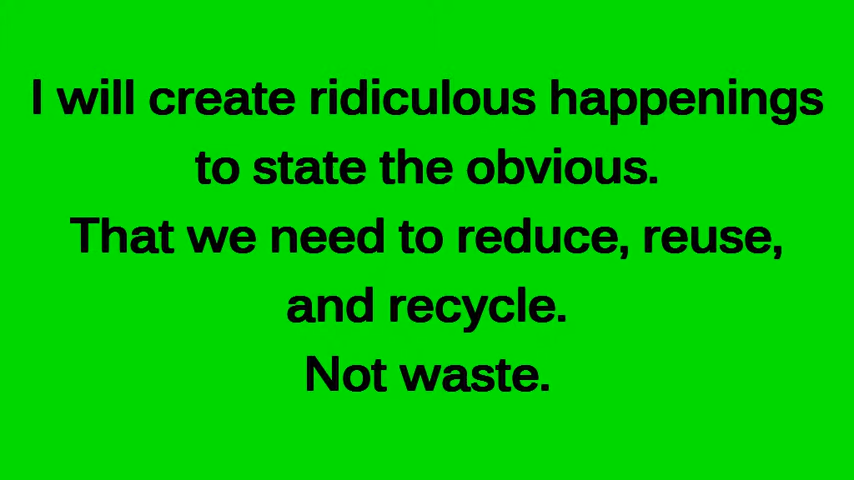 I will create ridiculous happenings
to state the obvious.
That we need to reduce, reuse,
and recycle.
Not waste.